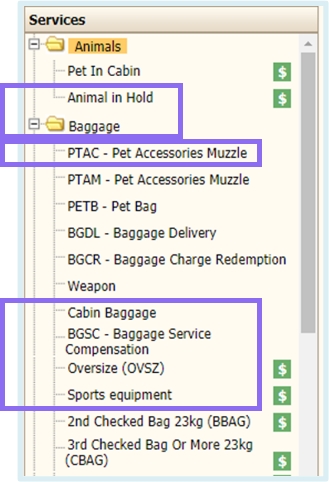 Services
Animals
Pet In Cabin $
Animal in Hold $
Baggage
PTAC - Pet Accessories Muzzle
PTAM - Pet Accessories Muzzle
PETB - Pet Bag
BGDL - Baggage Delivery
BGCR - Baggage Charge Redemption
Weapon
Cabin Baggage
BGSC - Baggage Service
Compensation
Oversize (OVSZ) $
Sports equipment $
2nd Checked Bag 23kg (BBAG) $
3rd Checked Bag Or More 23kg
(CBAG) $